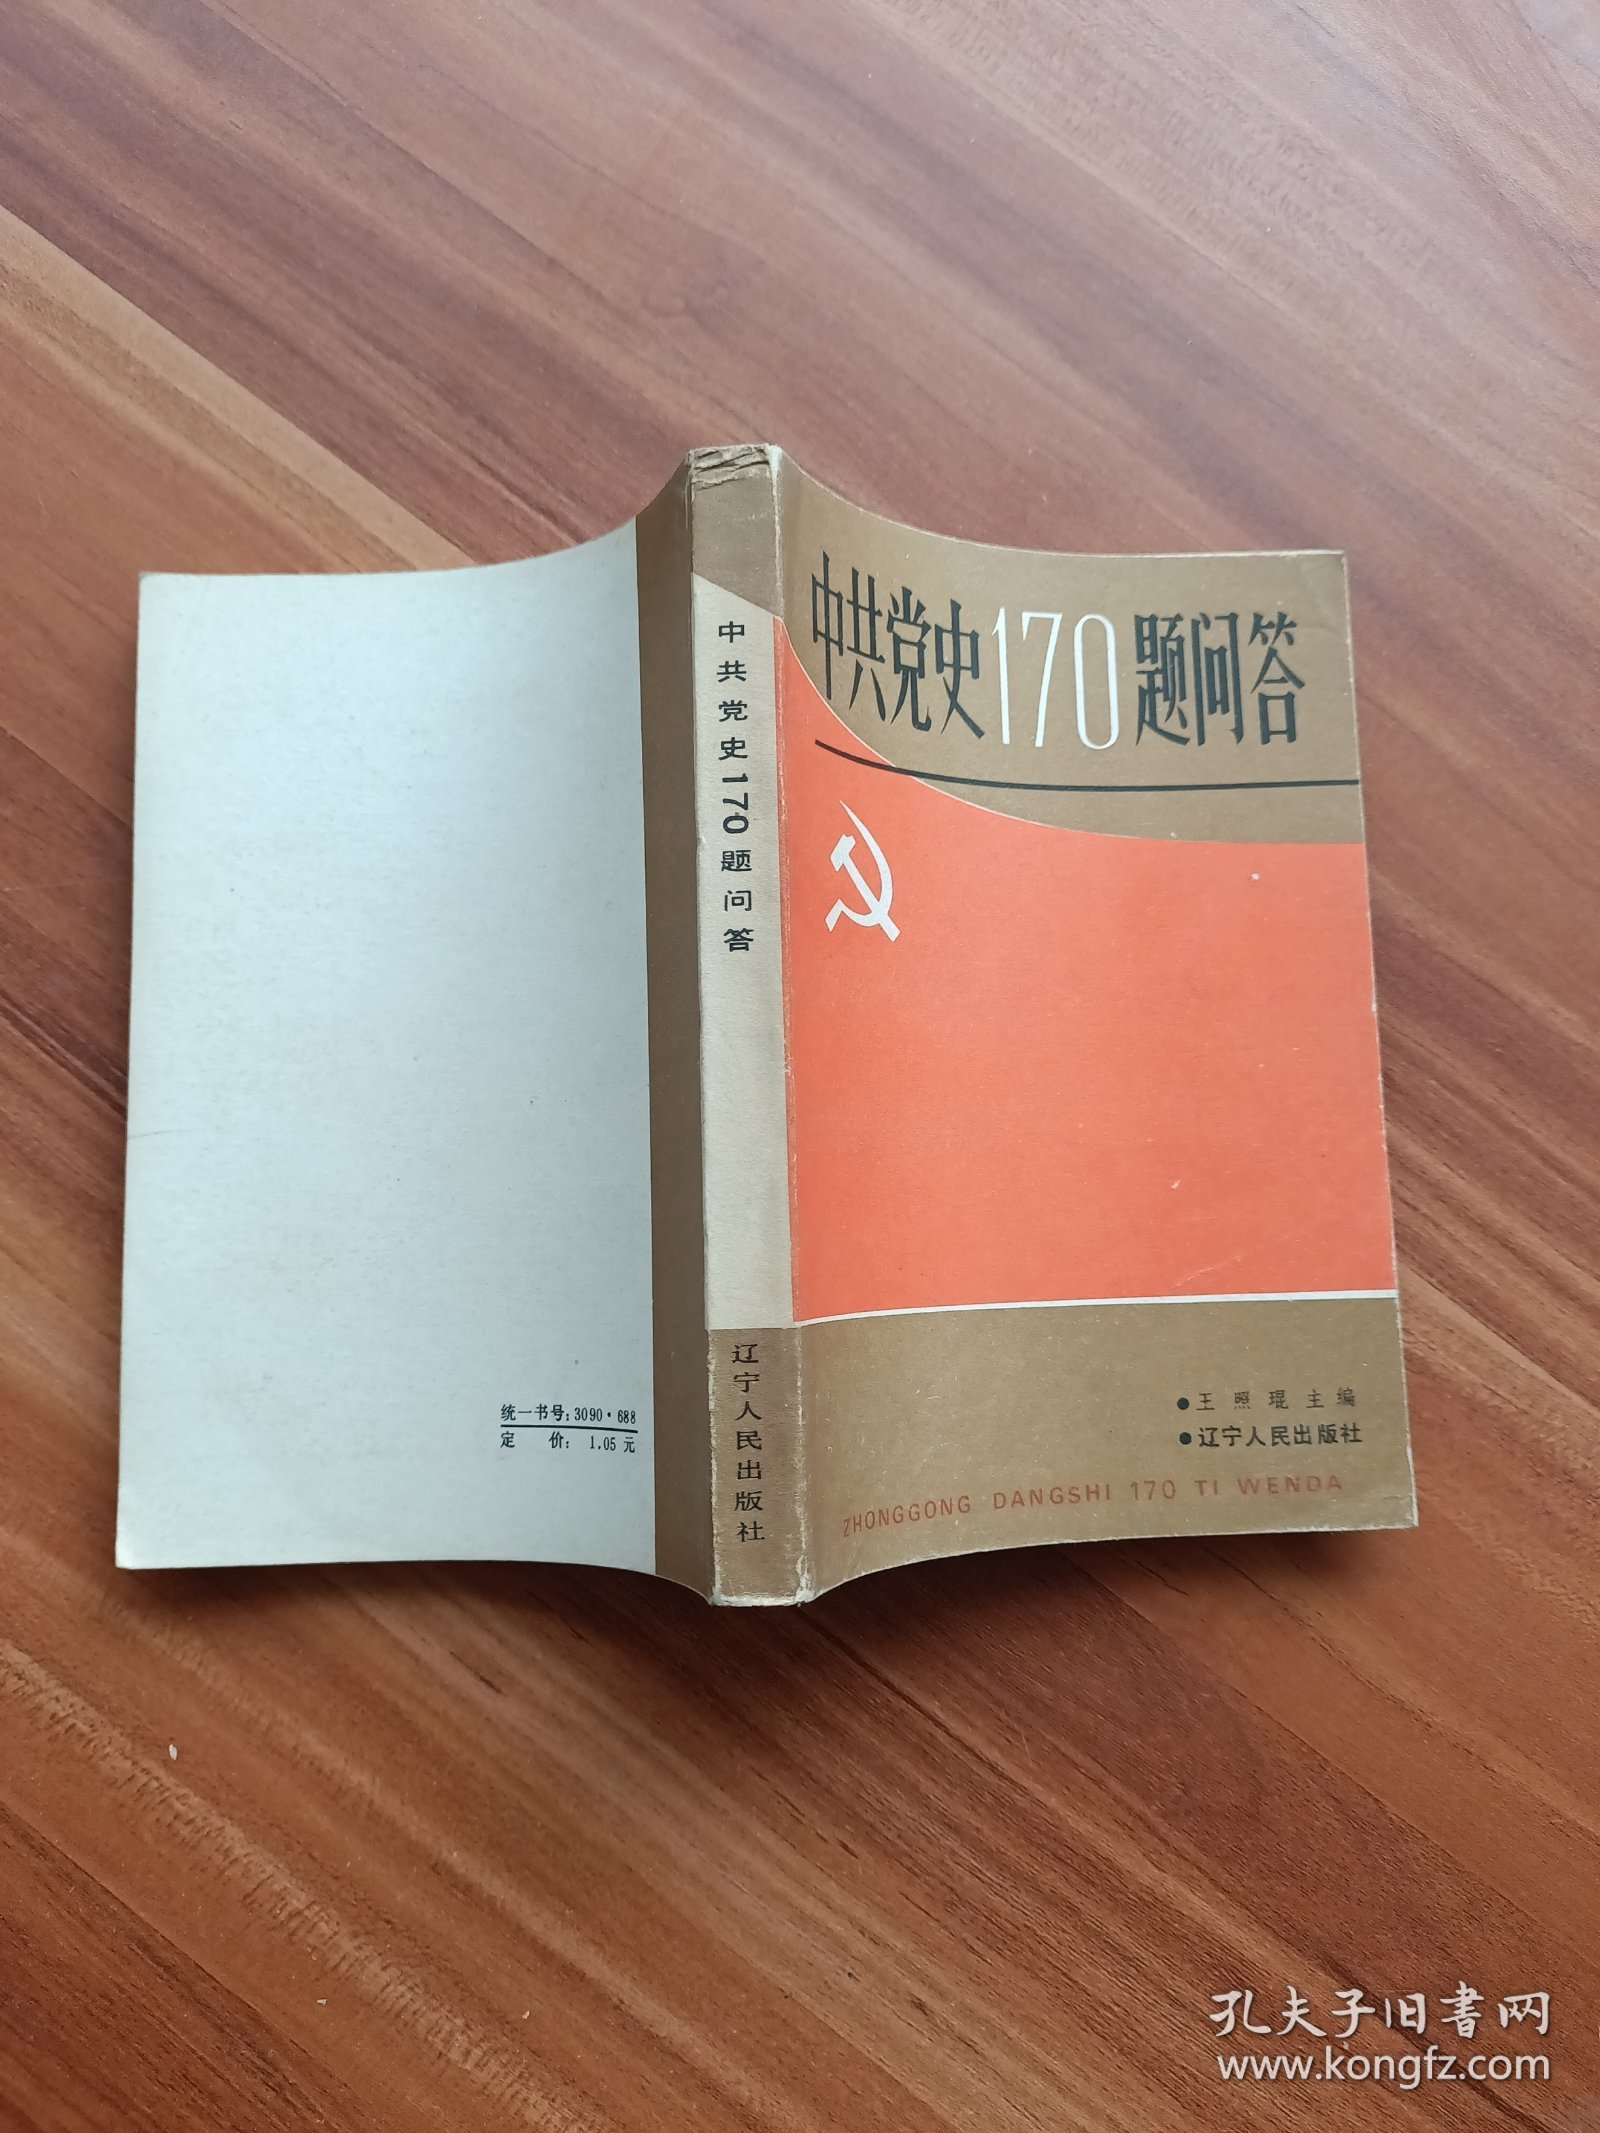 中共党史170题问答
王照琨主编
辽宁人民出版社
ZHONGGONG DANGSHI 170 TI WENDA
中共党史170题问答
辽宁人民出版社
统一书号：3090·688
定 价： 1.05 元
孔夫子旧书网
www.kongfz.com